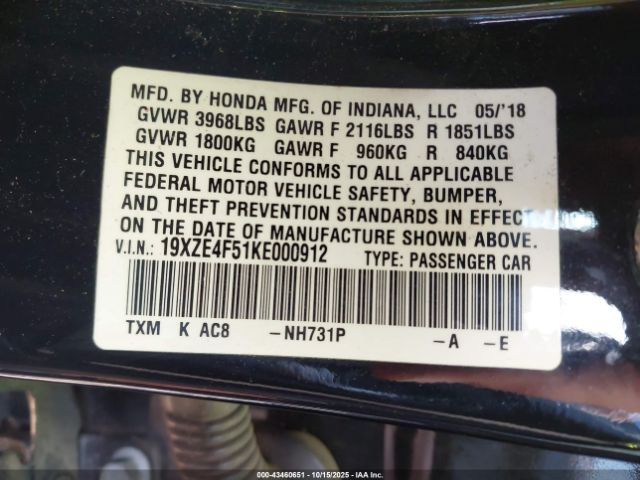 MFD. BY HONDA MFG. OF INDIANA, LLC 05/'18
GVWR 3968LBS GAWR F 2116LBS R 1851LBS
GVWR 1800KG GAWR F 960KG R 840KG
THIS VEHICLE CONFORMS TO ALL APPLICABLE
FEDERAL MOTOR VEHICLE SAFETY, BUMPER,
AND THEFT PREVENTION STANDARDS IN EFFECT
ON THE DATE OF MANUFACTURE SHOWN ABOVE.
V.I.N.: 19XZE4F51KE000912 TYPE: PASSENGER CAR
TXM K AC8 -NH731P -A -E
000-43460651 - 10/15/2025 - IAA Inc.